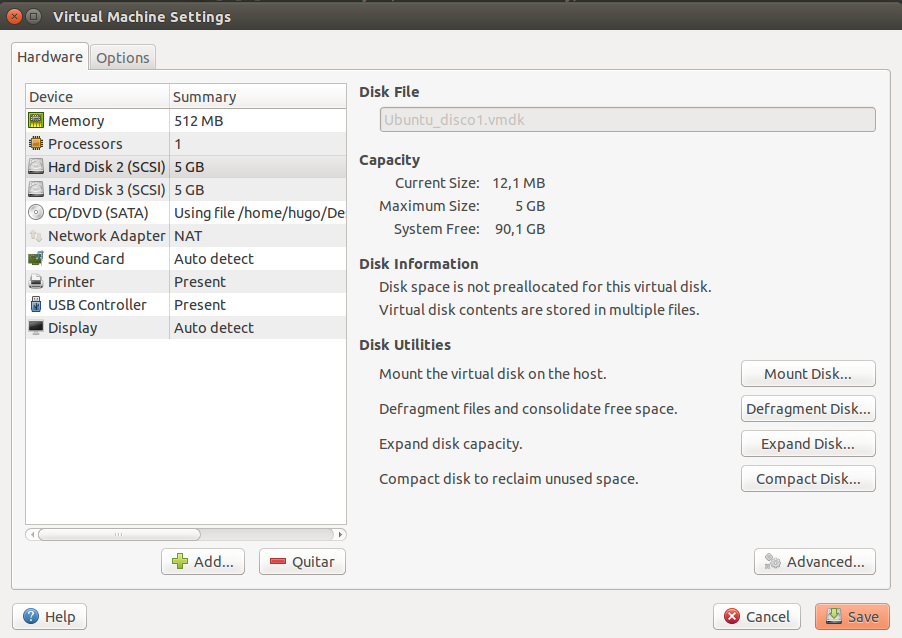 Virtual Machine Settings
Hardware Options
Device Summary
Memory 512 MB
Processors 1
Hard Disk 2 (SCSI) 5 GB
Hard Disk 3 (SCSI) 5 GB
CD/DVD (SATA) Using file /home/hugo/De
Network Adapter NAT
Sound Card Auto detect
Printer Present
USB Controller Present
Display Auto detect
Add...
Quitar
Disk File
Ubuntu_disco1.vmdk
Capacity
Current Size: 12,1 MB
Maximum Size: 5 GB
System Free: 90,1 GB
Disk Information
Disk space is not preallocated for this virtual disk.
Virtual disk contents are stored in multiple files.
Disk Utilities
Mount the virtual disk on the host. Mount Disk...
Defragment files and consolidate free space. Defragment Disk...
Expand disk capacity. Expand Disk...
Compact disk to reclaim unused space. Compact Disk...
Advanced...
Help
Cancel
Save